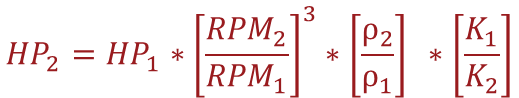 HP₂ = HP₁ * [RPM₂/RPM₁]³ * [ρ₂/ρ₁] * [K₁/K₂]